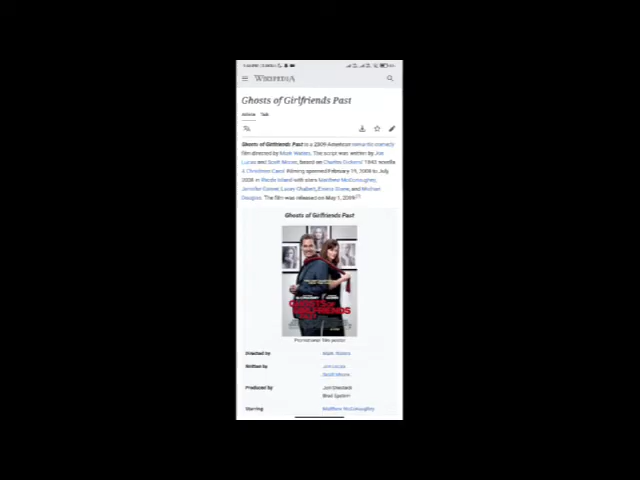 WIKIPEDIA
Ghosts of Girlfriends Past
Article Talk
Ghosts of Girlfriends Past is a 2009 American romantic comedy
film directed by Mark Waters. The script was written by Jon
Lucas and Scott Moore, based on Charles Dickens' 1843 novella
A Christmas Carol. Filming spanned February 19, 2008 to July
2008 in Rhode Island with stars Matthew McConaughey,
Jennifer Garner, Lacey Chabert, Emma Stone, and Michael
Douglas. The film was released on May 1, 2009.
Ghosts of Girlfriends Past
GHOSTS OF
GIRLFRIENDS
PAST
Promotional film poster
Directed by Mark Waters
Written by Jon Lucas
Scott Moore
Produced by Jon Shestack
Brad Epstein
Starring Matthew McConaughey